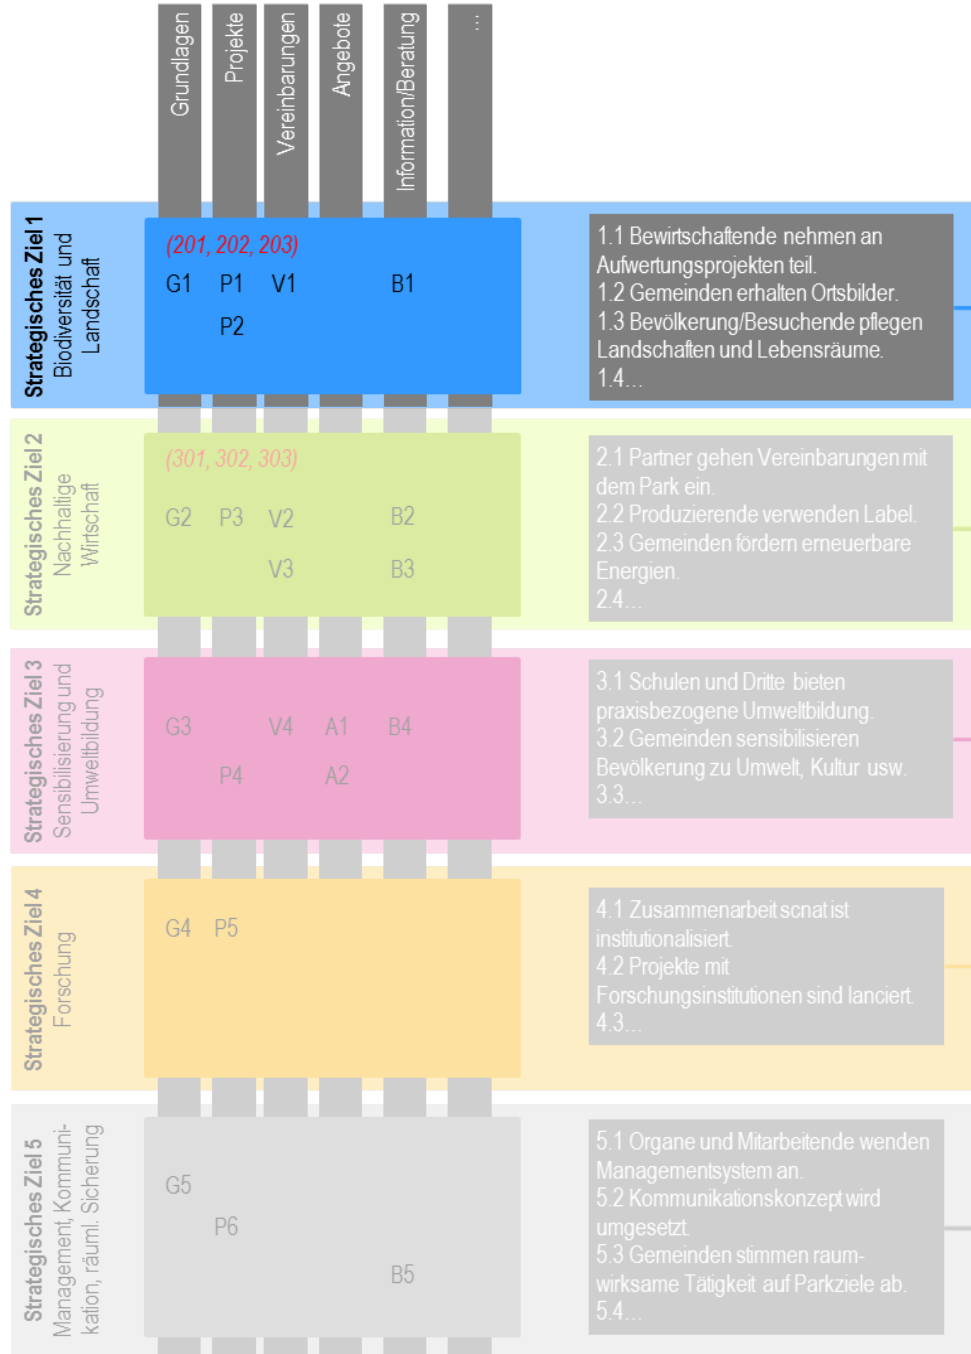 Grundlagen
Projekte
Vereinbarungen
Angebote
Information/Beratung
...
Strategisches Ziel 1
Biodiversität und
Landschaft
(201, 202, 203)
G1 P1 V1 B1
P2
1.1 Bewirtschaftende nehmen an
Aufwertungsprojekten teil.
1.2 Gemeinden erhalten Ortsbilder.
1.3 Bevölkerung/Besuchende pflegen
Landschaften und Lebensräume.
1.4...
Strategisches Ziel 2
Nachhaltige
Wirtschaft
(301, 302, 303)
G2 P3 V2 B2
V3 B3
2.1 Partner gehen Vereinbarungen mit
dem Park ein.
2.2 Produzierende verwenden Label.
2.3 Gemeinden fördern erneuerbare
Energien.
2.4...
Strategisches Ziel 3
Sensibilisierung und
Umweltbildung
G3 V4 A1 B4
P4 A2
3.1 Schulen und Dritte bieten
praxisbezogene Umweltbildung.
3.2 Gemeinden sensibilisieren
Bevölkerung zu Umwelt, Kultur usw.
3.3...
Strategisches Ziel 4
Forschung
G4 P5
4.1 Zusammenarbeit scnat ist
institutionalisiert.
4.2 Projekte mit
Forschungsinstitutionen sind lanciert.
4.3...
Strategisches Ziel 5
Management, Kommuni-
kation, räuml. Sicherung
G5
P6
B5
5.1 Organe und Mitarbeitende wenden
Managementsystem an.
5.2 Kommunikationskonzept wird
umgesetzt.
5.3 Gemeinden stimmen raum-
wirksame Tätigkeit auf Parkziele ab.
5.4...